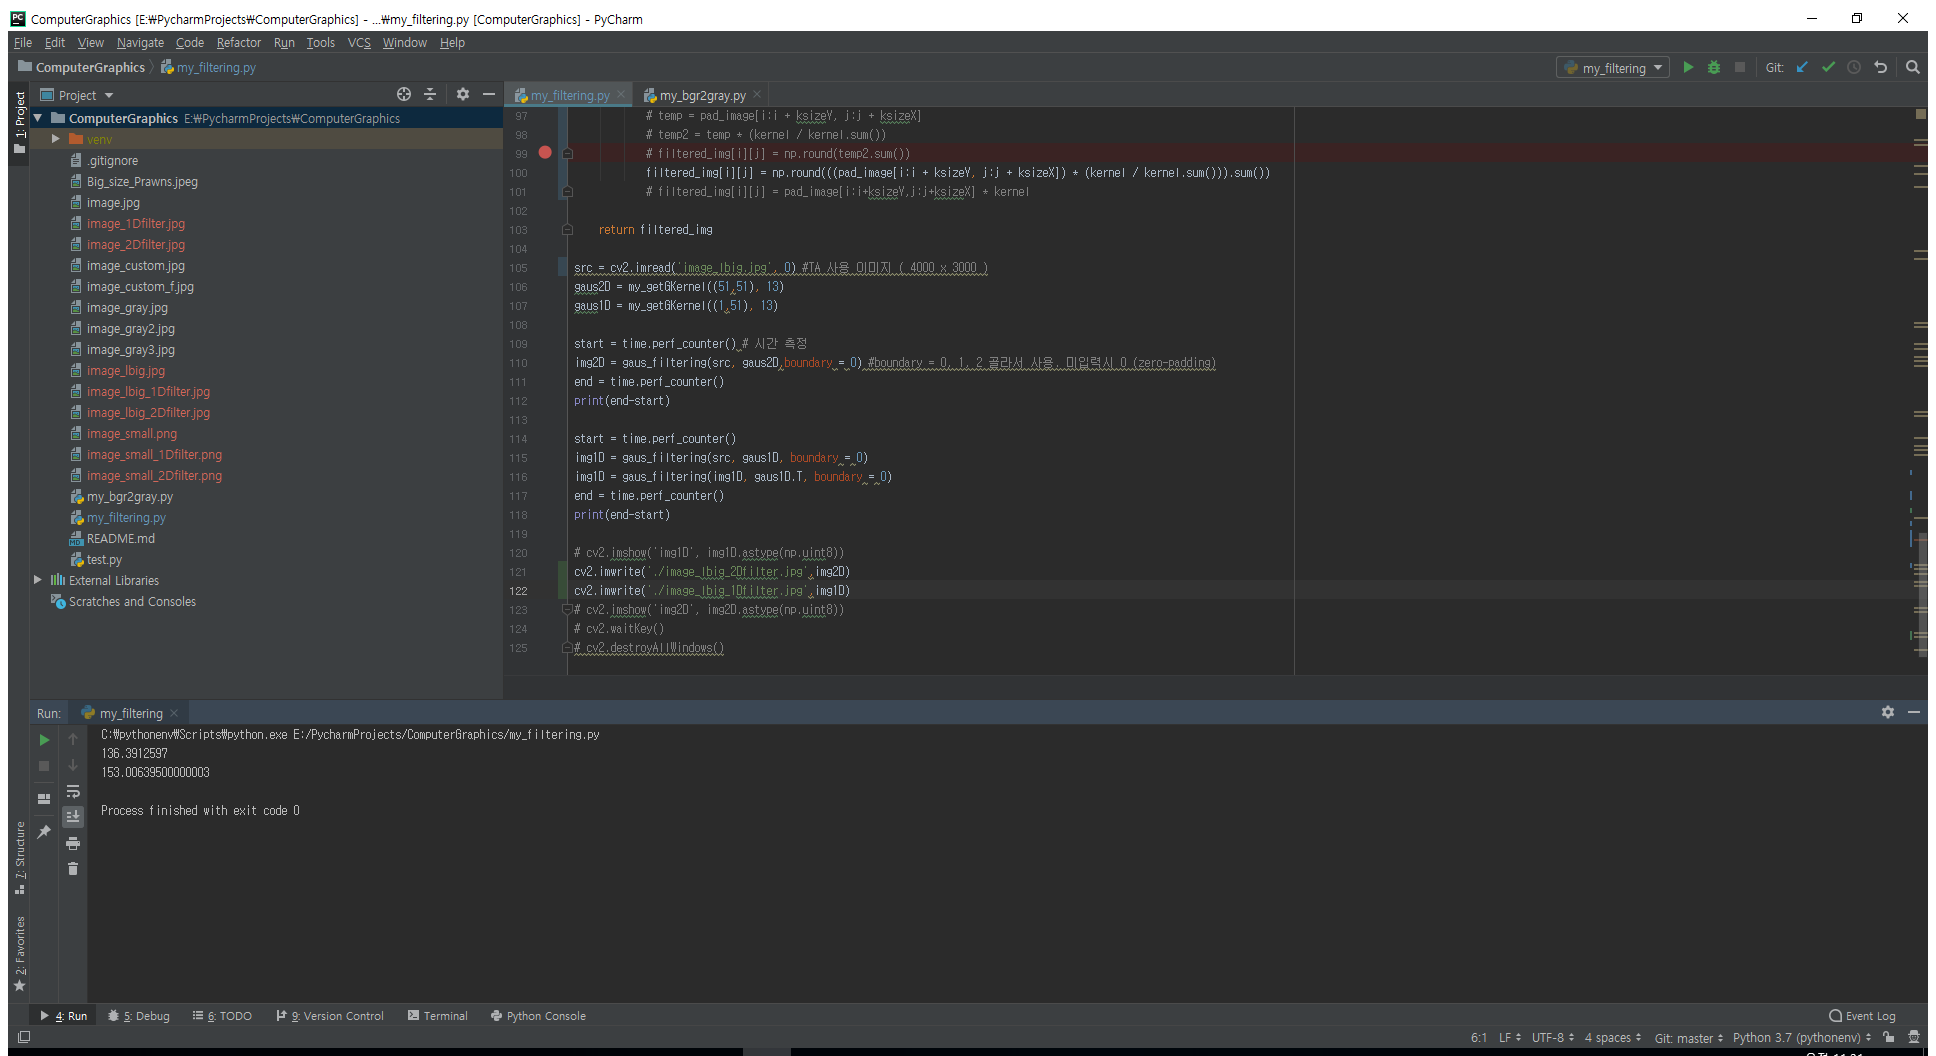 ComputerGraphics [E:₩PycharmProjects₩ComputerGraphics] - ...₩my_filtering.py [ComputerGraphics] - PyCharm
File Edit View Navigate Code Refactor Run Tools VCS Window Help
ComputerGraphics my_filtering.py
my_filtering Git:
1: Project
Project
my_filtering.py my_bgr2gray.py
ComputerGraphics E:₩PycharmProjects₩ComputerGraphics
venv
.gitignore
Big_size_Prawns.jpeg
image.jpg
image_1Dfilter.jpg
image_2Dfilter.jpg
image_custom.jpg
image_custom_f.jpg
image_gray.jpg
image_gray2.jpg
image_gray3.jpg
image_lbig.jpg
image_lbig_1Dfilter.jpg
image_lbig_2Dfilter.jpg
image_small.png
image_small_1Dfilter.png
image_small_2Dfilter.png
my_bgr2gray.py
my_filtering.py
README.md
test.py
External Libraries
Scratches and Consoles
97 # temp = pad_image[i:i + ksizeY, j:j + ksizeX]
98 # temp2 = temp * (kernel / kernel.sum())
99 # filtered_img[i][j] = np.round(temp2.sum())
100 filtered_img[i][j] = np.round(((pad_image[i:i + ksizeY, j:j + ksizeX]) * (kernel / kernel.sum())).sum())
101 # filtered_img[i][j] = pad_image[i:i+ksizeY,j:j+ksizeX] * kernel
102
103 return filtered_img
104
105 src = cv2.imread('image_lbig.jpg', 0) #TA 사용 이미지 ( 4000 x 3000 )
106 gaus2D = my_getGKernel((51,51), 13)
107 gaus1D = my_getGKernel((1,51), 13)
108
109 start = time.perf_counter() # 시간 측정
110 img2D = gaus_filtering(src, gaus2D,boundary = 0) #boundary = 0, 1, 2 골라서 사용. 미입력시 0 (zero-padding)
111 end = time.perf_counter()
112 print(end-start)
113
114 start = time.perf_counter()
115 img1D = gaus_filtering(src, gaus1D, boundary = 0)
116 img1D = gaus_filtering(img1D, gaus1D.T, boundary = 0)
117 end = time.perf_counter()
118 print(end-start)
119
120 # cv2.imshow('img1D', img1D.astype(np.uint8))
121 cv2.imwrite('./image_lbig_2Dfilter.jpg',img2D)
122 cv2.imwrite('./image_lbig_1Dfilter.jpg',img1D)
123 # cv2.imshow('img2D', img2D.astype(np.uint8))
124 # cv2.waitKey()
125 # cv2.destroyAllWindows()
Run: my_filtering
C:₩pythonenv₩Scripts₩python.exe E:/PycharmProjects/ComputerGraphics/my_filtering.py
136.3912597
153.00639500000003
Process finished with exit code 0
7: Structure
2: Favorites
4: Run 5: Debug 6: TODO 9: Version Control Terminal Python Console Event Log
6:1 LF UTF-8 4 spaces Git: master Python 3.7 (pythonenv)